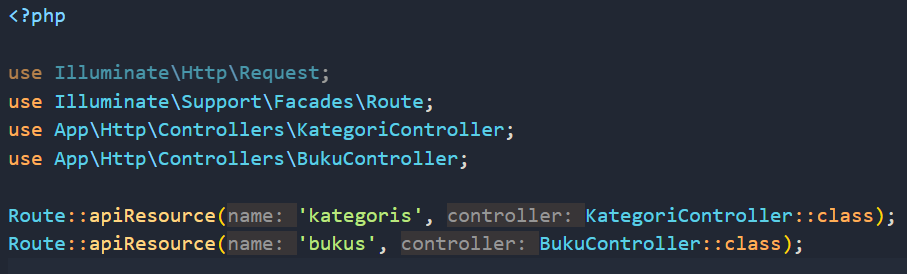 <?php
use Illuminate\Http\Request;
use Illuminate\Support\Facades\Route;
use App\Http\Controllers\KategoriController;
use App\Http\Controllers\BukuController;
Route::apiResource(name: 'kategoris', controller: KategoriController::class);
Route::apiResource(name: 'bukus', controller: BukuController::class);